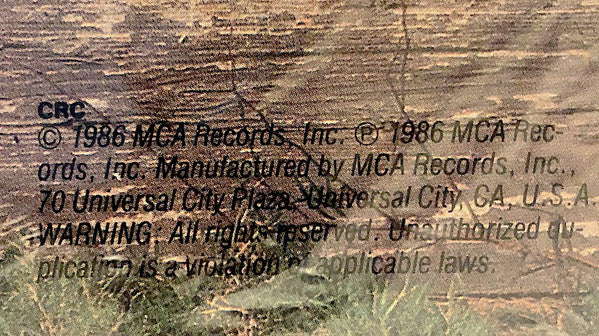 CRC
© 1986 MCA Records, Inc. ℗ 1986 MCA Rec-
ords, Inc. Manufactured by MCA Records, Inc.,
70 Universal City Plaza-Universal City, CA, U.S.A.
WARNING: All rights reserved. Unauthorized du-
plication is a violation of applicable laws.